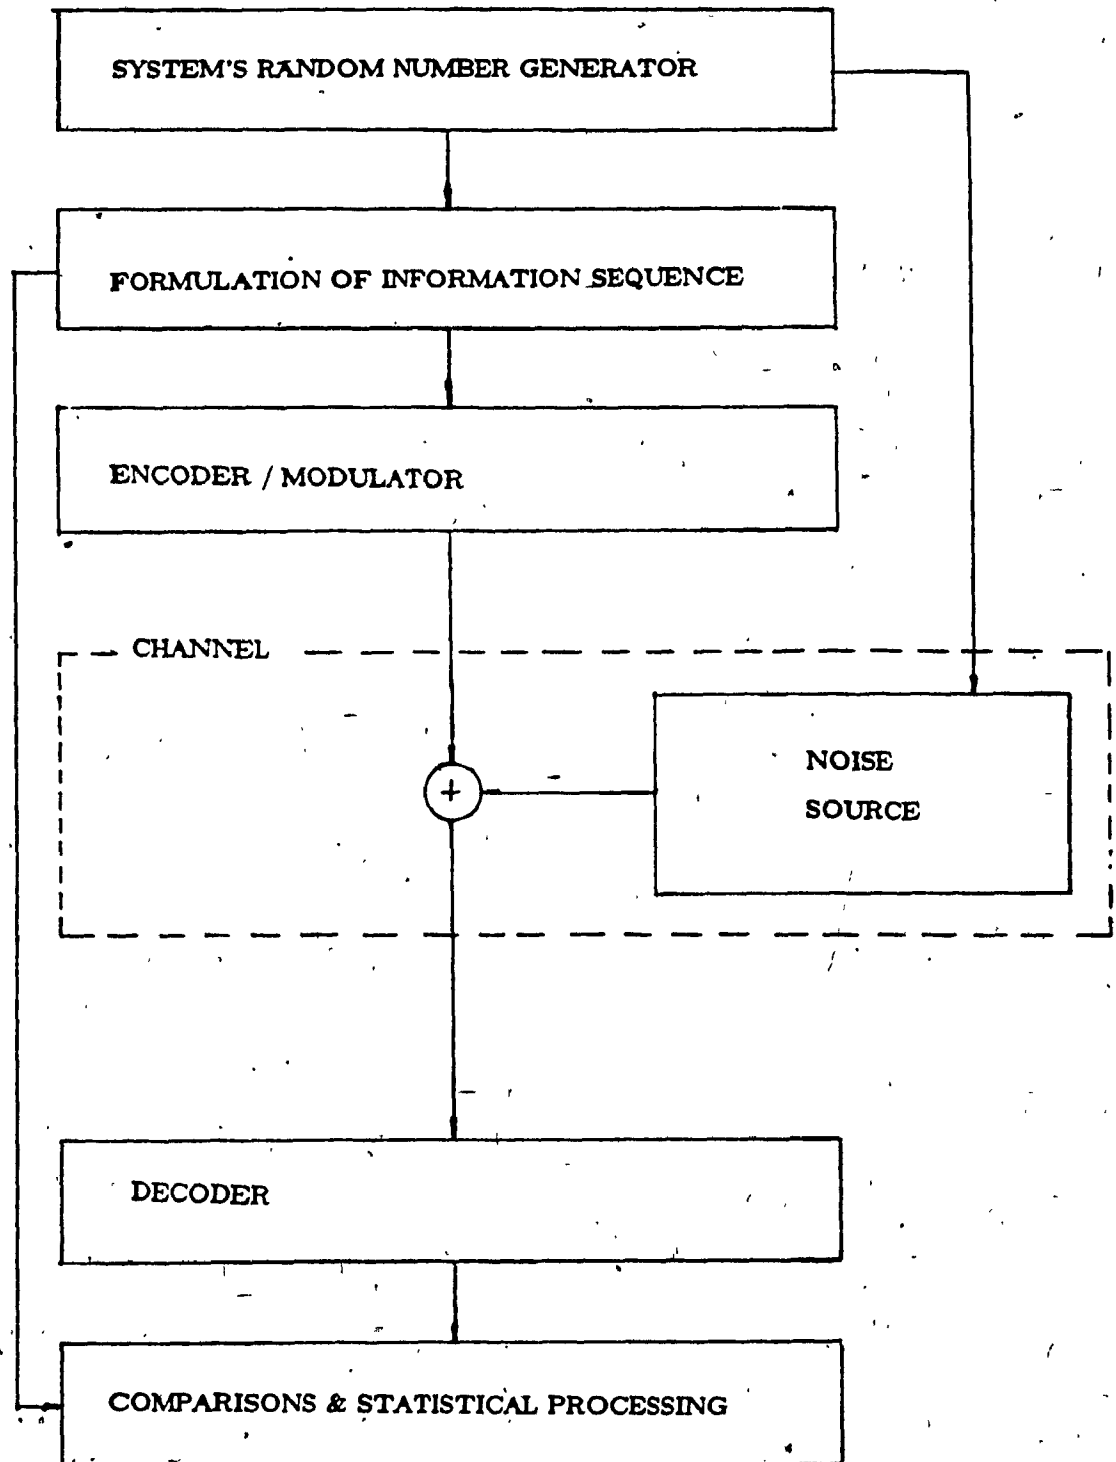 SYSTEM'S RANDOM NUMBER GENERATOR
FORMULATION OF INFORMATION SEQUENCE
ENCODER / MODULATOR
CHANNEL
NOISE
SOURCE
+
DECODER
COMPARISONS & STATISTICAL PROCESSING